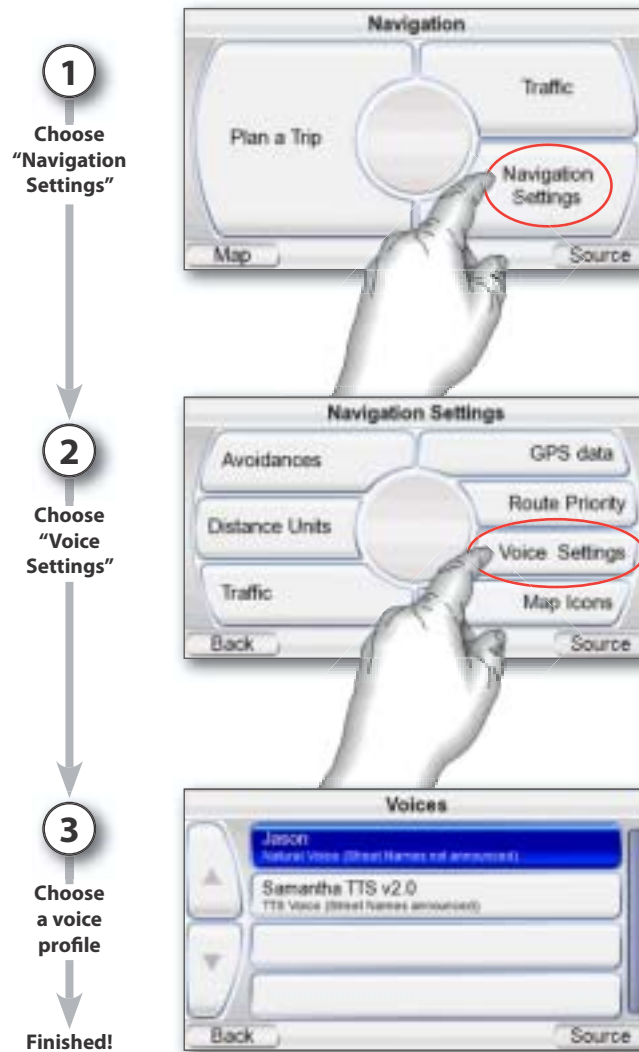 1
Choose
“Navigation
Settings”
Navigation
Plan a Trip
Traffic
Navigation
Settings
Map
Source
2
Choose
“Voice
Settings”
Navigation Settings
Avoidances
GPS data
Distance Units
Route Priority
Voice Settings
Traffic
Map Icons
Back
Source
3
Choose
a voice
profile
Finished!
Voices
Jason
Natural Voice (Street Names not announced)
Samantha TTS v2.0
TTS Voice (Street Names announced)
Back
Source